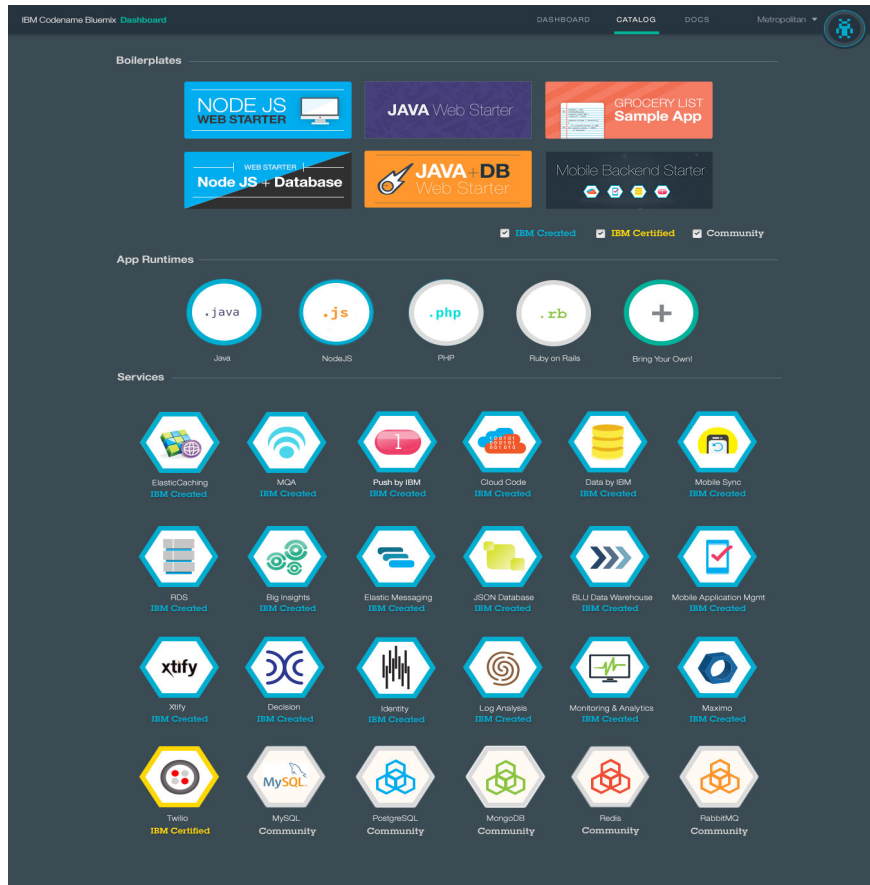 IBM Codename Bluemix Dashboard
DASHBOARD CATALOG DOCS Metropolitan
Boilerplates
NODE JS
WEB STARTER
JAVA Web Starter
GROCERY LIST
Sample App
WEB STARTER
Node JS + Database
JAVA+DB
Web Starter
Mobile Backend Starter
IBM Created IBM Certified Community
App Runtimes
.java .js .php .rb +
Java NodeJS PHP Ruby on Rails Bring Your Own!
Services
1
100101
000101
001010
ElasticCaching MQA Push by IBM Cloud Code Data by IBM Mobile Sync
IBM Created IBM Created IBM Created IBM Created IBM Created IBM Created
RDS Big Insights Elastic Messaging JSON Database BLU Data Warehouse Mobile Application Mgmt
IBM Created IBM Created IBM Created IBM Created IBM Created IBM Created
xtify
Xtify Decision Identity Log Analysis Monitoring & Analytics Maximo
IBM Created IBM Created IBM Created IBM Created IBM Created IBM Created
MySQL
Twilio MySQL PostgreSQL MongoDB Redis RabbitMQ
IBM Certified Community Community Community Community Community